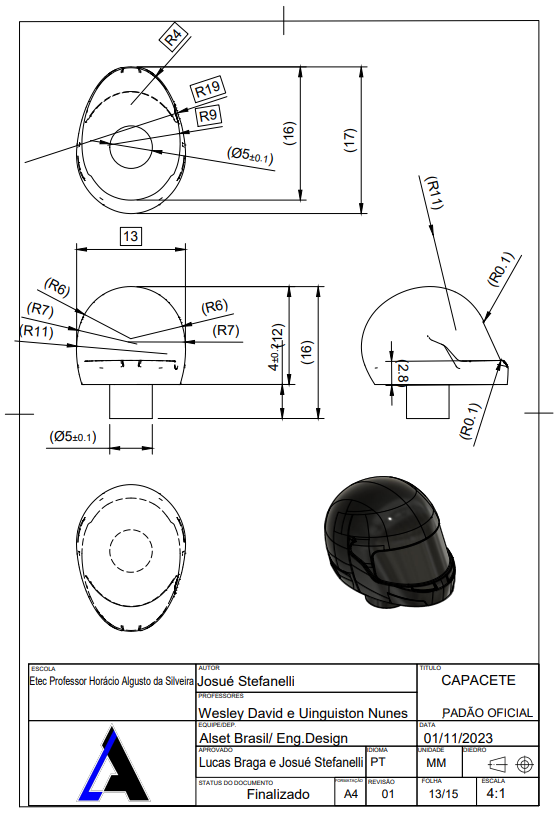 R4
R19
R9
(Ø5±0.1)
(16)
(17)
(R11)
13
(R6)
(R7)
(R11)
(R6)
(R7)
(12)
4±0.2
(16)
(R0.1)
(2.8)
(R0.1)
(Ø5±0.1)
ESCOLA
Etec Professor Horácio Algusto da Silveira
AUTOR
Josué Stefanelli
TITULO
CAPACETE
PADÃO OFICIAL
PROFESSORES
Wesley David e Uinguiston Nunes
EQUIPE/DEP.
Alset Brasil/ Eng.Design
DATA
01/11/2023
APROVADO
Lucas Braga e Josué Stefanelli
IDIOMA
PT
UNIDADE
MM
DIEDRO
STATUS DO DOCUMENTO
Finalizado
FORMATAÇÃO
A4
REVISÃO
01
FOLHA
13/15
ESCALA
4:1